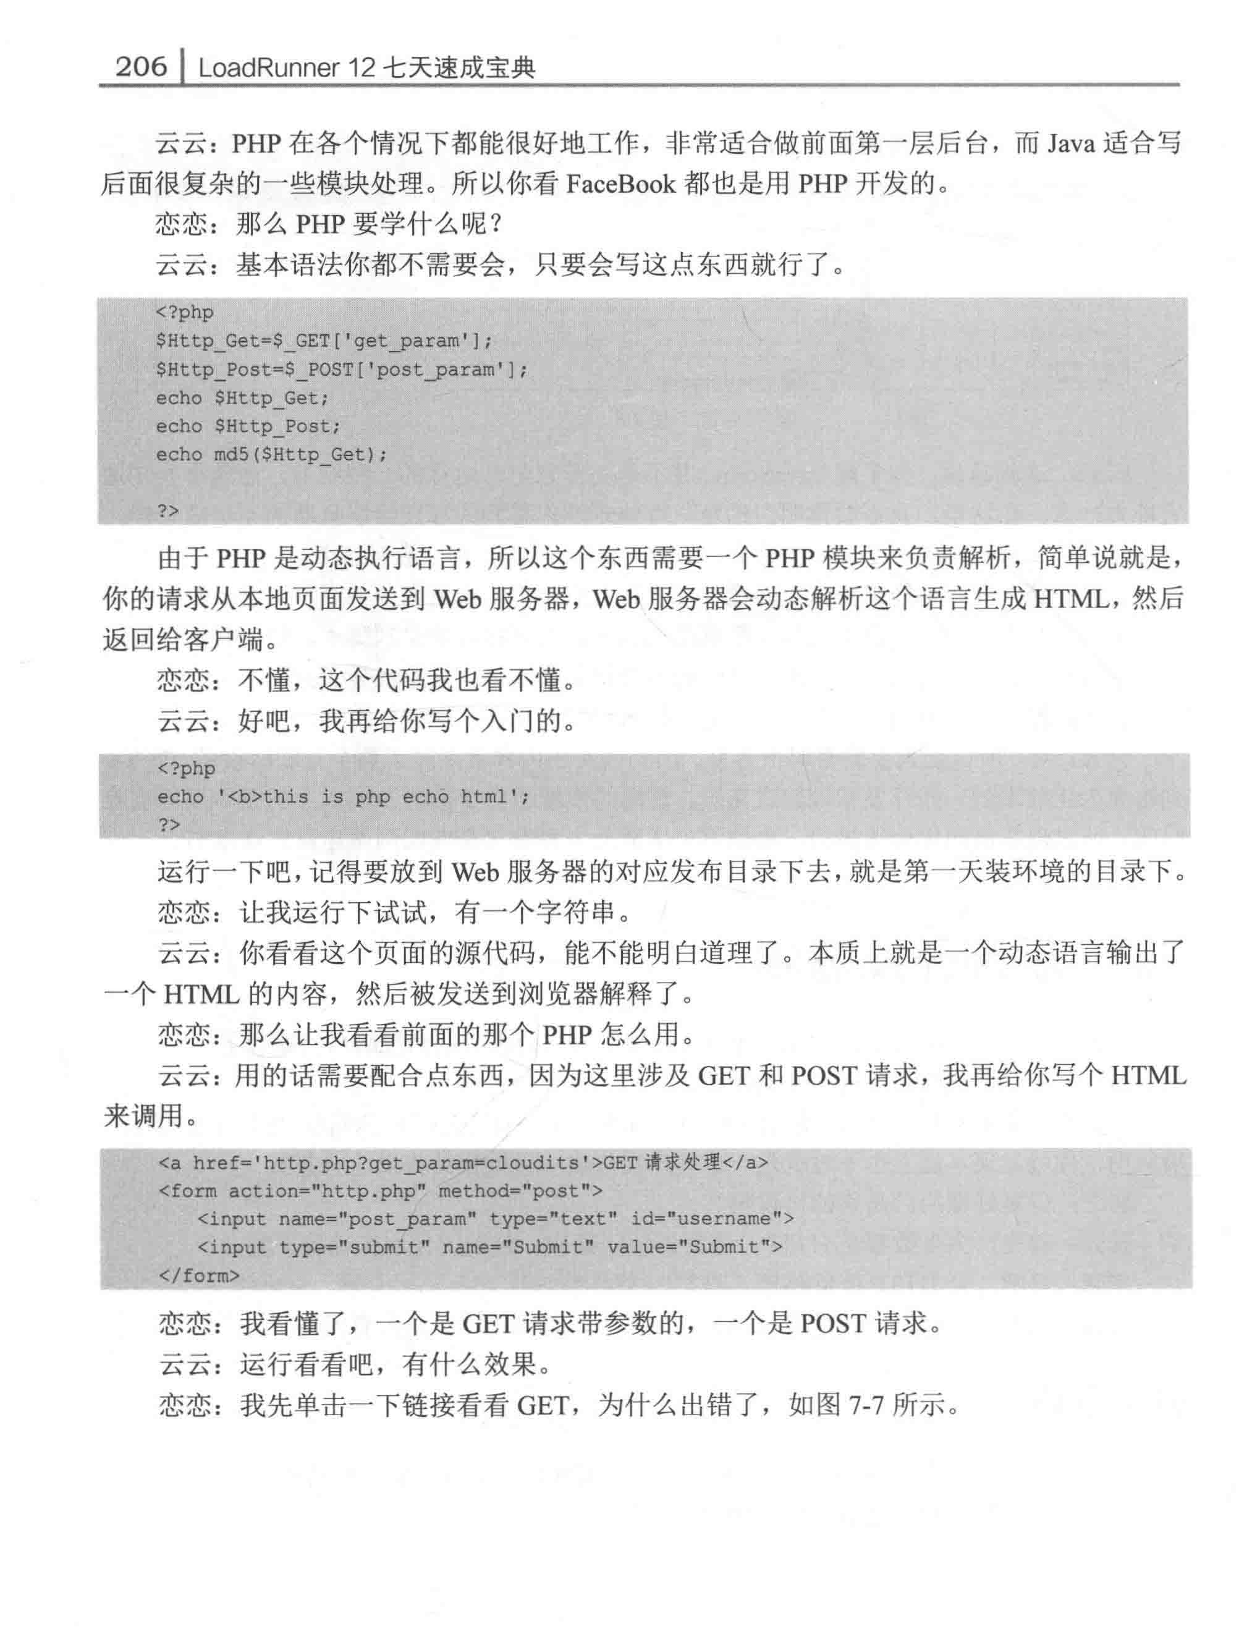 206 | LoadRunner 12 七天速成宝典
云云：PHP 在各个情况下都能很好地工作，非常适合做前面第一层后台，而 Java 适合写
后面很复杂的一些模块处理。所以你看 FaceBook 都也是用 PHP 开发的。
恋恋：那么 PHP 要学什么呢？
云云：基本语法你都不需要会，只要会写这点东西就行了。
<?php
$Http_Get=$_GET['get_param'];
$Http_Post=$_POST['post_param'];
echo $Http_Get;
echo $Http_Post;
echo md5($Http_Get);
?>
由于 PHP 是动态执行语言，所以这个东西需要一个 PHP 模块来负责解析，简单说就是，
你的请求从本地页面发送到 Web 服务器，Web 服务器会动态解析这个语言生成 HTML，然后
返回给客户端。
恋恋：不懂，这个代码我也看不懂。
云云：好吧，我再给你写个入门的。
<?php
echo '<b>this is php echo html';
?>
运行一下吧，记得要放到 Web 服务器的对应发布目录下去，就是第一天装环境的目录下。
恋恋：让我运行下试试，有一个字符串。
云云：你看看这个页面的源代码，能不能明白道理了。本质上就是一个动态语言输出了
一个 HTML 的内容，然后被发送到浏览器解释了。
恋恋：那么让我看看前面的那个 PHP 怎么用。
云云：用的话需要配合点东西，因为这里涉及 GET 和 POST 请求，我再给你写个 HTML
来调用。
<a href='http.php?get_param=cloudits'>GET 请求处理</a>
<form action="http.php" method="post">
<input name="post_param" type="text" id="username">
<input type="submit" name="Submit" value="Submit">
</form>
恋恋：我看懂了，一个是 GET 请求带参数的，一个是 POST 请求。
云云：运行看看吧，有什么效果。
恋恋：我先单击一下链接看看 GET，为什么出错了，如图 7-7 所示。